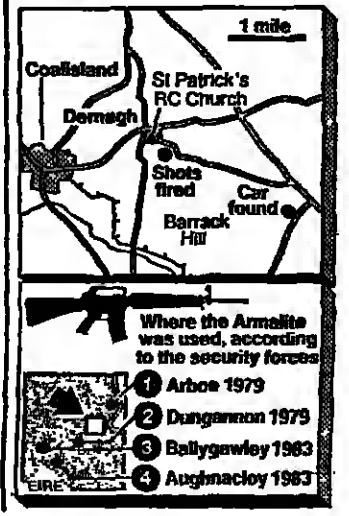 1 mile
Coalisland
St Patrick's
RC Church
Dernagh
Shots
fired
Car
found
Barrack
Hill
Where the Armalite
was used, according
to the security forces
1 Arboe 1979
2 Dungannon 1979
3 Ballygawley 1983
4 Aughnacloy 1983
EIRE